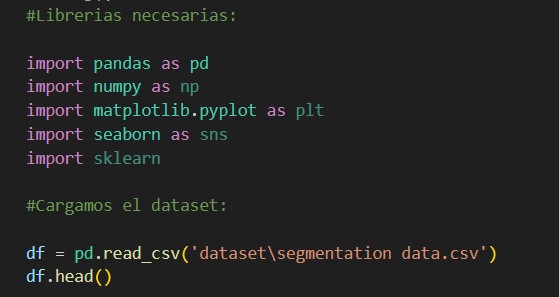 #Librerias necesarias:
import pandas as pd
import numpy as np
import matplotlib.pyplot as plt
import seaborn as sns
import sklearn
#Cargamos el dataset:
df = pd.read_csv('dataset\segmentation data.csv')
df.head()